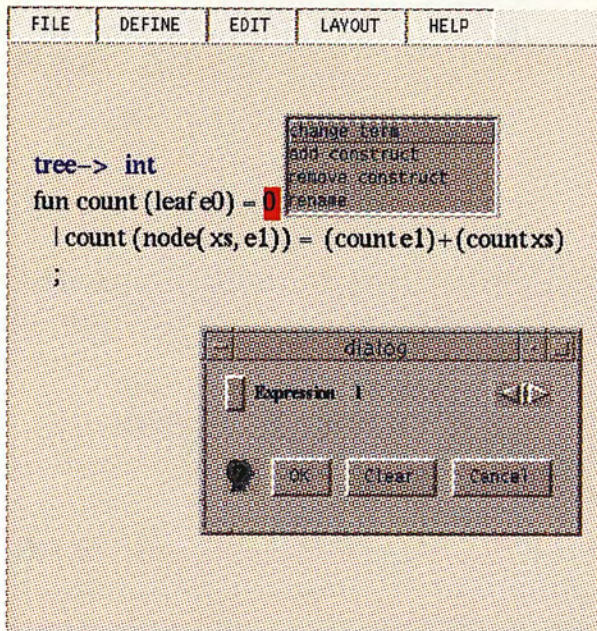 FILE DEFINE EDIT LAYOUT HELP
change term
add construct
remove construct
rename
tree-> int
fun count (leaf e0) = 0
| count (node( xs, e1)) = (count e1)+(count xs)
;
dialog
Expression 1
OK Clear Cancel